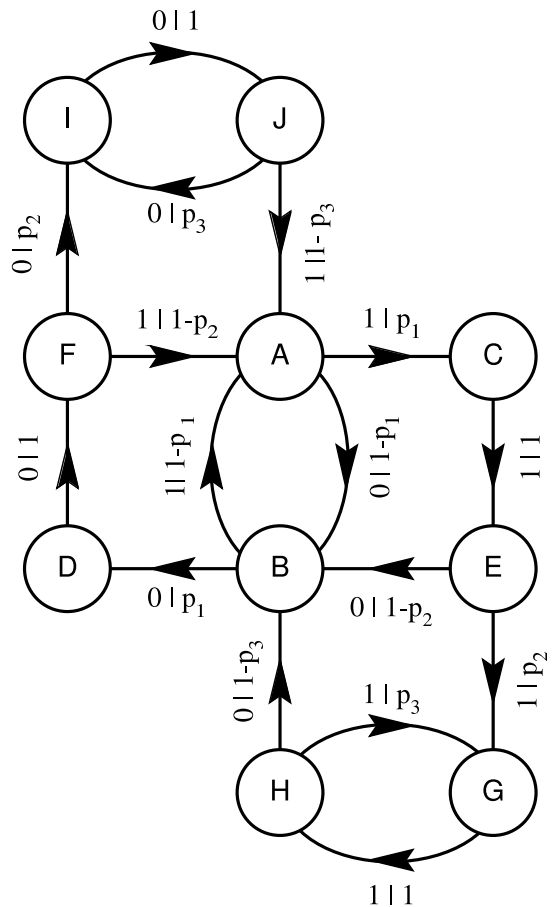 0 | 1
I
J
0 | p₃
0 | p₂
1 | 1- p₃
1 | 1-p₂
1 | p₁
F
A
C
0 | 1
1 | 1-p₁
0 | 1-p₁
1 | 1
D
B
E
0 | p₁
0 | 1-p₂
0 | 1-p₃
1 | p₃
1 | p₂
H
G
1 | 1